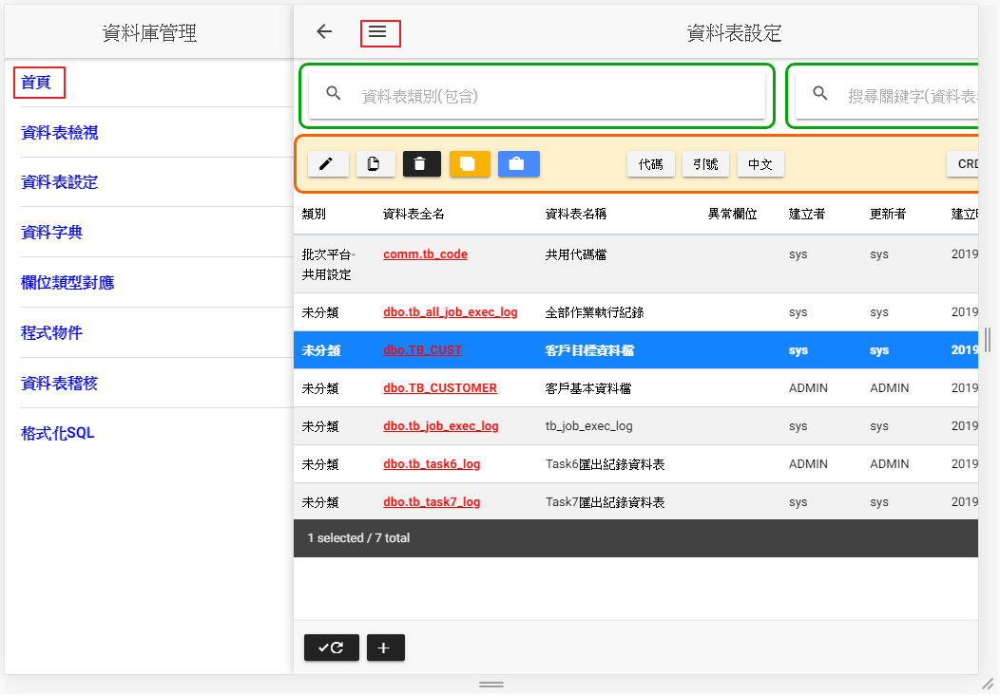 資料庫管理
首頁
資料表檢視
資料表設定
資料字典
欄位類型對應
程式物件
資料表稽核
格式化SQL
資料表設定
資料表類別(包含)
搜尋關鍵字(資料表
代碼 引號 中文 CRD
類別 資料表全名 資料表名稱 異常欄位 建立者 更新者 建立
批次平台- comm.tb_code 共用代碼檔 sys sys 2019
共用設定
未分類 dbo.tb_all_job_exec_log 全部作業執行紀錄 sys sys 2019
未分類 dbo.TB_CUST 客戶目標資料檔 sys sys 2019
未分類 dbo.TB_CUSTOMER 客戶基本資料檔 ADMIN ADMIN 2019
未分類 dbo.tb_job_exec_log tb_job_exec_log sys sys 2019
未分類 dbo.tb_task6_log Task6匯出紀錄資料表 ADMIN ADMIN 2019
未分類 dbo.tb_task7_log Task7匯出紀錄資料表 sys sys 2019
1 selected / 7 total